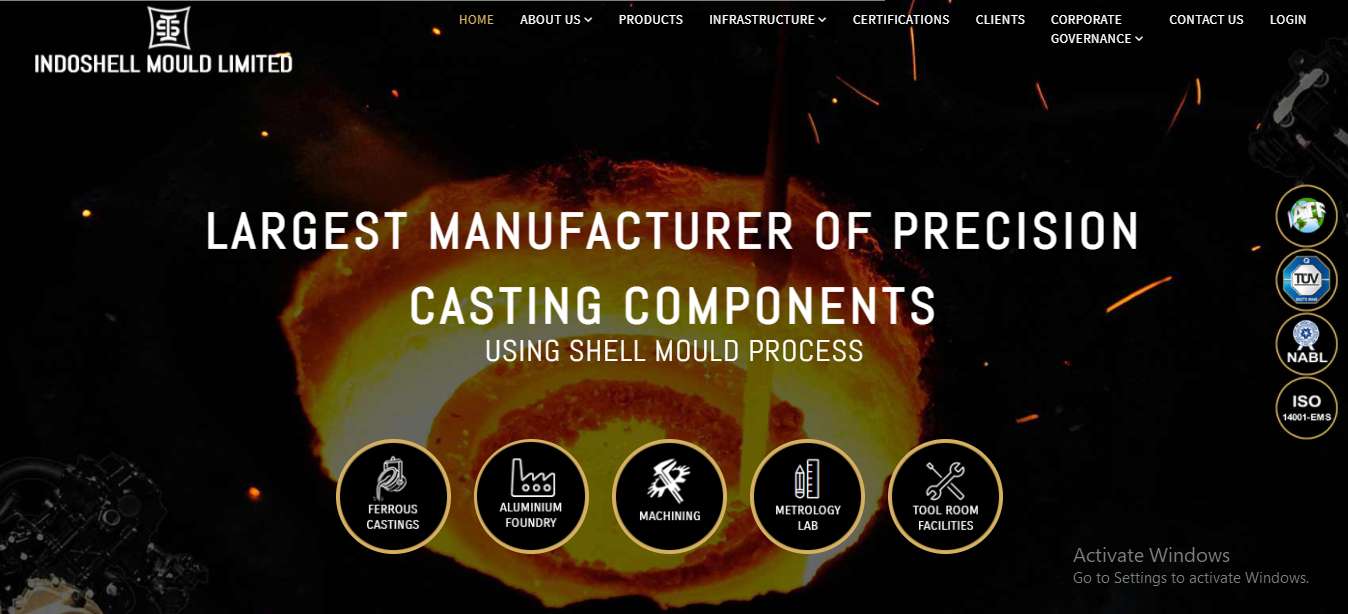 INDOSHELL MOULD LIMITED
HOME ABOUT US PRODUCTS INFRASTRUCTURE CERTIFICATIONS CLIENTS CORPORATE GOVERNANCE CONTACT US LOGIN
LARGEST MANUFACTURER OF PRECISION
CASTING COMPONENTS
USING SHELL MOULD PROCESS
IATF
TÜV
NABL
ISO
14001-EMS
FERROUS
CASTINGS
ALUMINIUM
FOUNDRY
MACHINING
METROLOGY
LAB
TOOL ROOM
FACILITIES
Activate Windows
Go to Settings to activate Windows.